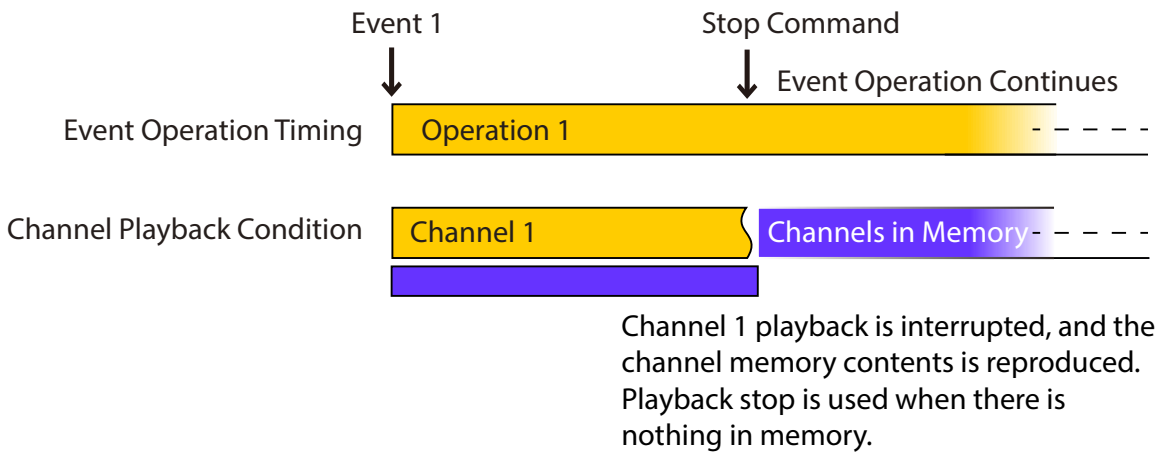 Event 1
Stop Command
Event Operation Continues
Event Operation Timing
Operation 1
Channel Playback Condition
Channel 1
Channels in Memory
Channel 1 playback is interrupted, and the
channel memory contents is reproduced.
Playback stop is used when there is
nothing in memory.